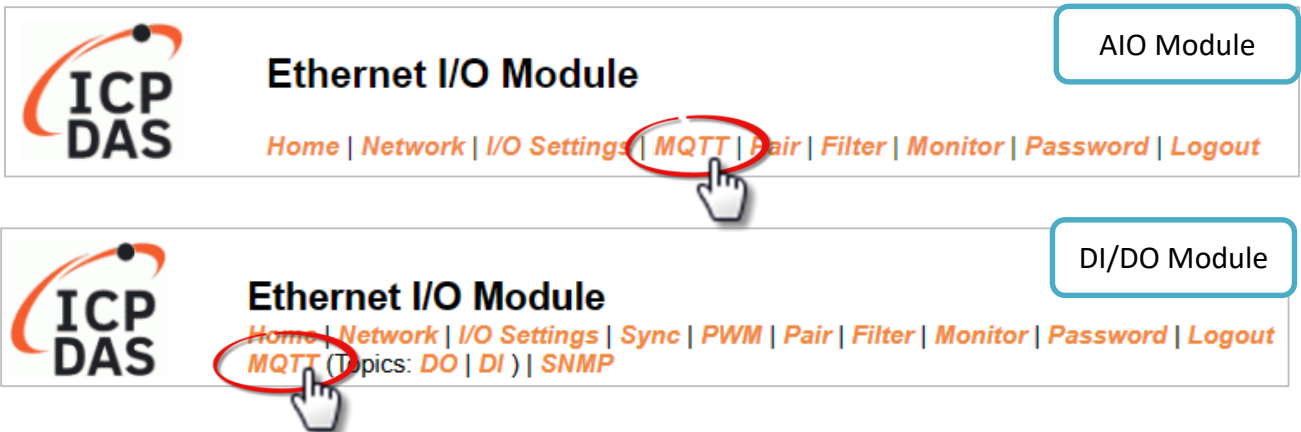 ICP
DAS
Ethernet I/O Module
AIO Module
Home | Network | I/O Settings | MQTT | Pair | Filter | Monitor | Password | Logout
ICP
DAS
Ethernet I/O Module
DI/DO Module
Home | Network | I/O Settings | Sync | PWM | Pair | Filter | Monitor | Password | Logout
MQTT (Topics: DO | DI ) | SNMP